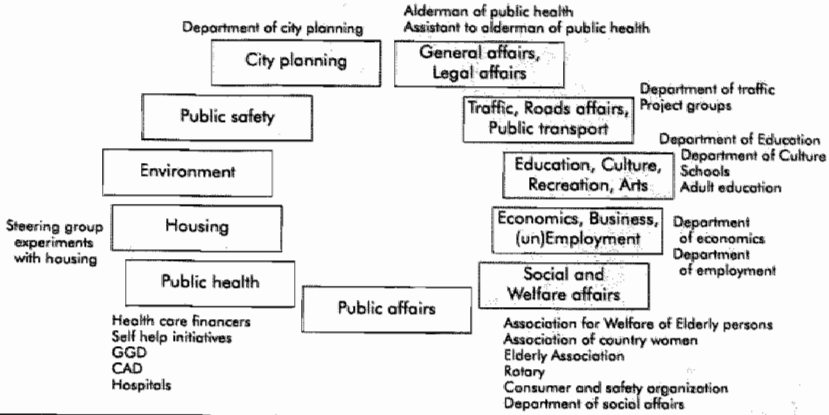 Alderman of public health
Assistant to alderman of public health
Department of city planning
City planning
General affairs,
Legal affairs
Department of traffic
Project groups
Public safety
Traffic, Roads affairs,
Public transport
Department of Education
Department of Culture
Schools
Adult education
Environment
Education, Culture,
Recreation, Arts
Steering group
experiments
with housing
Housing
Economics, Business,
(un)Employment
Department
of economics
Department
of employment
Public health
Public affairs
Social and
Welfare affairs
Health care financers
Self help initiatives
GGD
CAD
Hospitals
Association for Welfare of Elderly persons
Association of country women
Elderly Association
Rotary
Consumer and safety organization
Department of social affairs